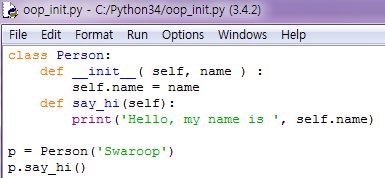 oop_init.py - C:/Python34/oop_init.py (3.4.2)
File Edit Format Run Options Windows Help
class Person:
    def __init__( self, name ) :
        self.name = name
    def say_hi(self):
        print('Hello, my name is ', self.name)

p = Person('Swaroop')
p.say_hi()